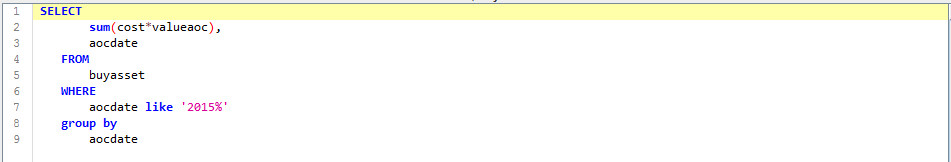 1 SELECT
2 sum(cost*valueaoc),
3 aocdate
4 FROM
5 buyasset
6 WHERE
7 aocdate like '2015%'
8 group by
9 aocdate